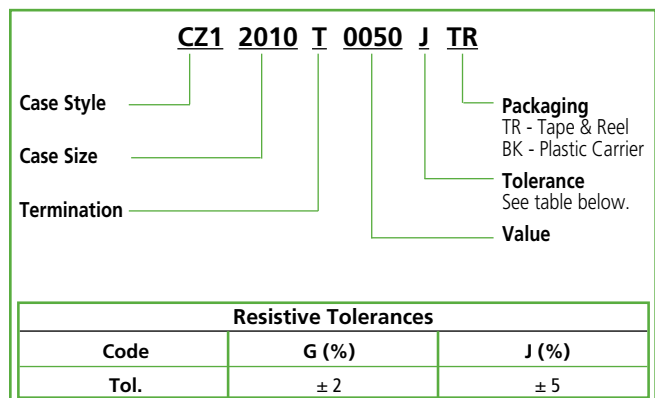 CZ1 2010 T 0050 J TR
Case Style
Case Size
Termination
Packaging
TR - Tape & Reel
BK - Plastic Carrier
Tolerance
See table below.
Value
Resistive Tolerances
Code G (%) J (%)
Tol. ± 2 ± 5